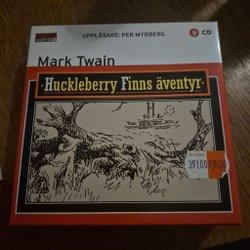 UPPLÄSARE: PER MYRBERG
9 CD
Mark Twain
Huckleberry Finns äventyr